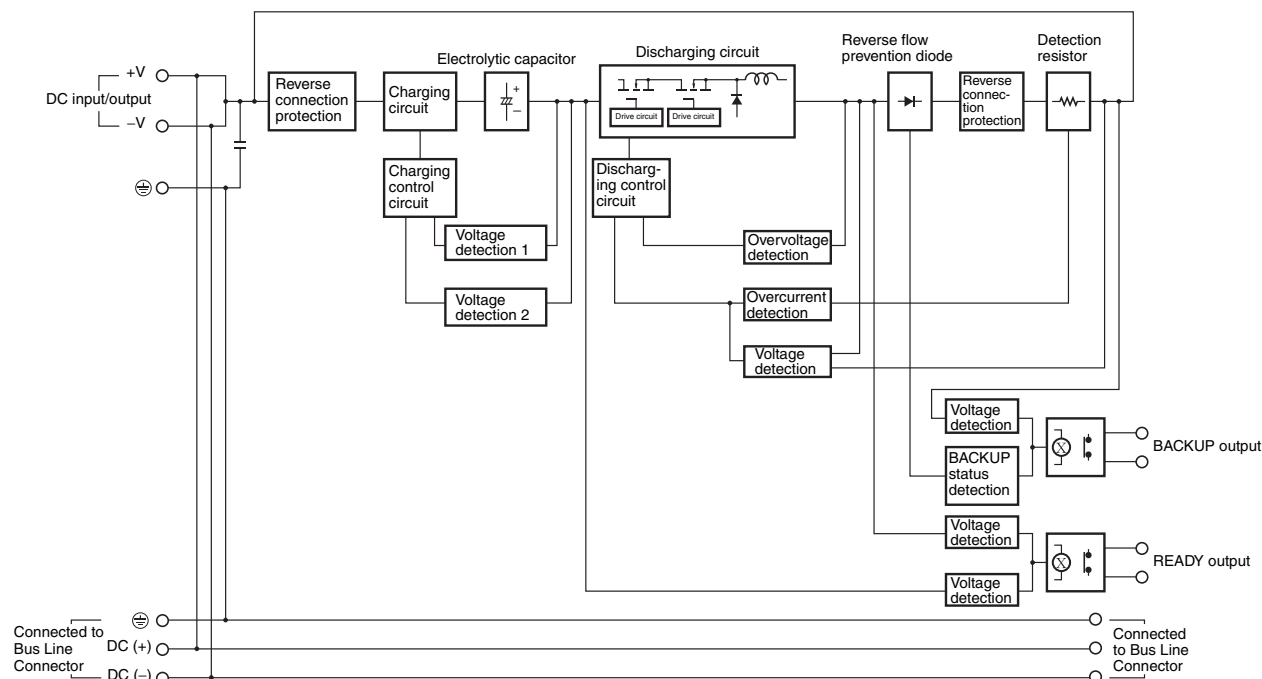 Reverse flow
prevention diode
Detection
resistor
Discharging circuit
Electrolytic capacitor
+V
DC input/output
−V
Reverse
connection
protection
Charging
circuit
+
−
Drive circuit
Drive circuit
Reverse
connec-
tion
protection
Charging
control
circuit
Discharg-
ing control
circuit
Voltage
detection 1
Overvoltage
detection
Voltage
detection 2
Overcurrent
detection
Voltage
detection
Voltage
detection
X
BACKUP output
BACKUP
status
detection
Voltage
detection
X
READY output
Voltage
detection
Connected to
Bus Line
Connector
DC (+)
DC (−)
Connected
to Bus Line
Connector